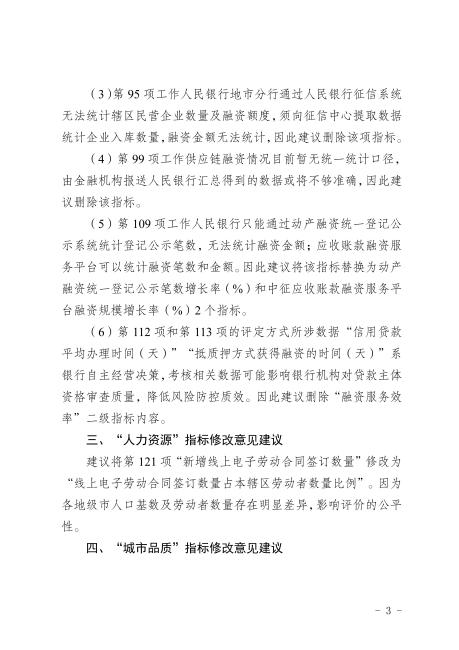 （3）第 95 项工作人民银行地市分行通过人民银行征信系统
无法统计辖区民营企业数量及融资额度，须向征信中心提取数据
统计企业入库数量，融资金额无法统计，因此建议删除该项指标。
（4）第 99 项工作供应链融资情况目前暂无统一统计口径，
由金融机构报送人民银行汇总得到的数据或将不够准确，因此建
议删除该指标。
（5）第 109 项工作人民银行只能通过动产融资统一登记公
示系统统计登记公示笔数，无法统计融资金额；应收账款融资服
务平台可以统计融资笔数和金额。因此建议将该指标替换为动产
融资统一登记公示笔数增长率（%）和中征应收账款融资服务平
台融资规模增长率（%）2 个指标。
（6）第 112 项和第 113 项的评定方式所涉数据“信用贷款
平均办理时间（天）”“抵质押方式获得融资的时间（天）”系
银行自主经营决策，考核相关数据可能影响银行机构对贷款主体
资格审查质量，降低风险防控质效。因此建议删除“融资服务效
率”二级指标内容。
三、“人力资源”指标修改意见建议
建议将第 121 项“新增线上电子劳动合同签订数量”修改为
“线上电子劳动合同签订数量占本辖区劳动者数量比例”。因为
各地级市人口基数及劳动者数量存在明显差异，影响评价的公平
性。
四、“城市品质”指标修改意见建议
- 3 -